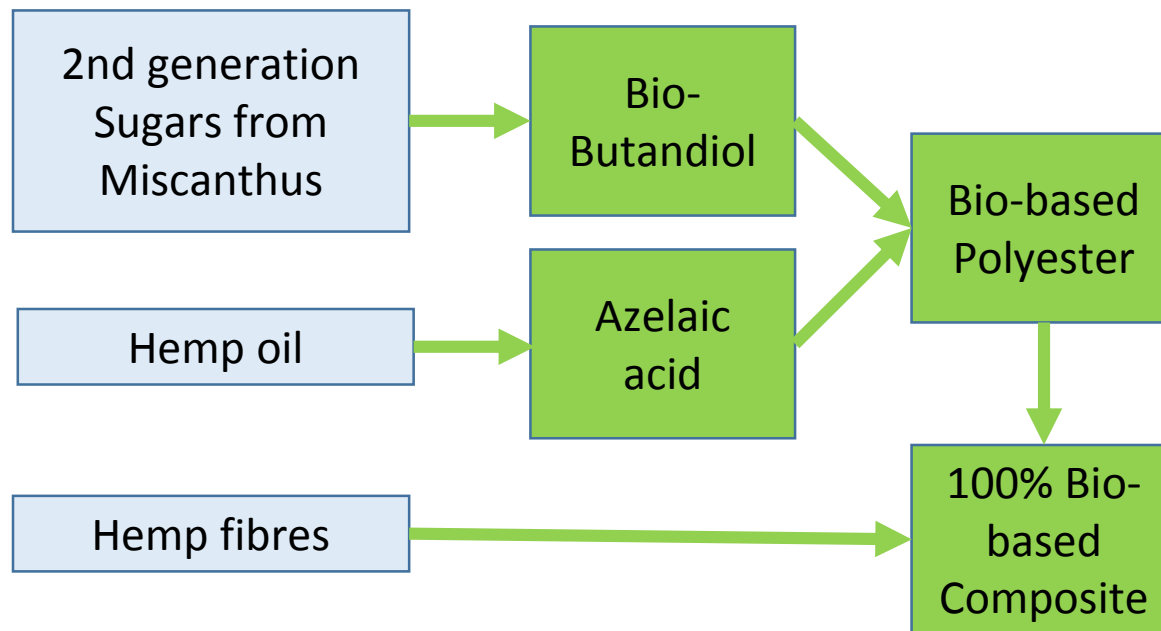 2nd generation
Sugars from
Miscanthus
Bio-
Butandiol
Bio-based
Polyester
Hemp oil
Azelaic
acid
Hemp fibres
100% Bio-
based
Composite